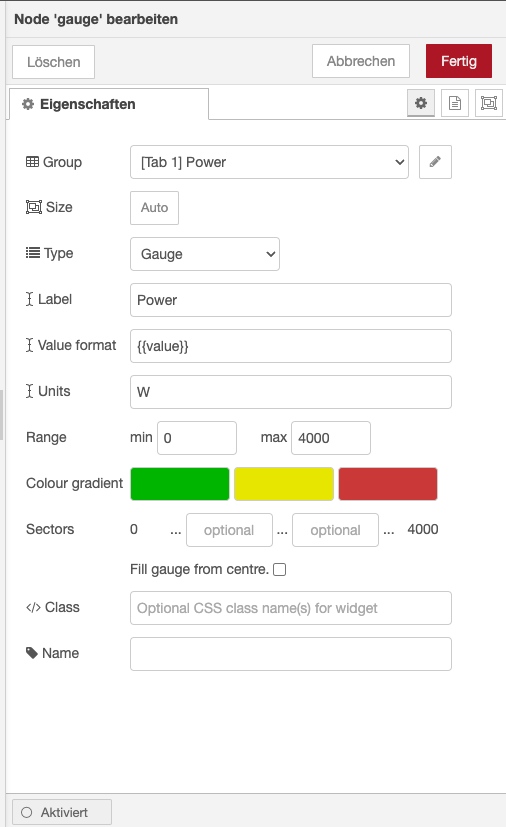 Node 'gauge' bearbeiten
Löschen Abbrechen Fertig
Eigenschaften
Group [Tab 1] Power
Size Auto
Type Gauge
Label Power
Value format {{value}}
Units W
Range min 0 max 4000
Colour gradient
Sectors 0 ... optional ... optional ... 4000
Fill gauge from centre.
</> Class Optional CSS class name(s) for widget
Name
Aktiviert